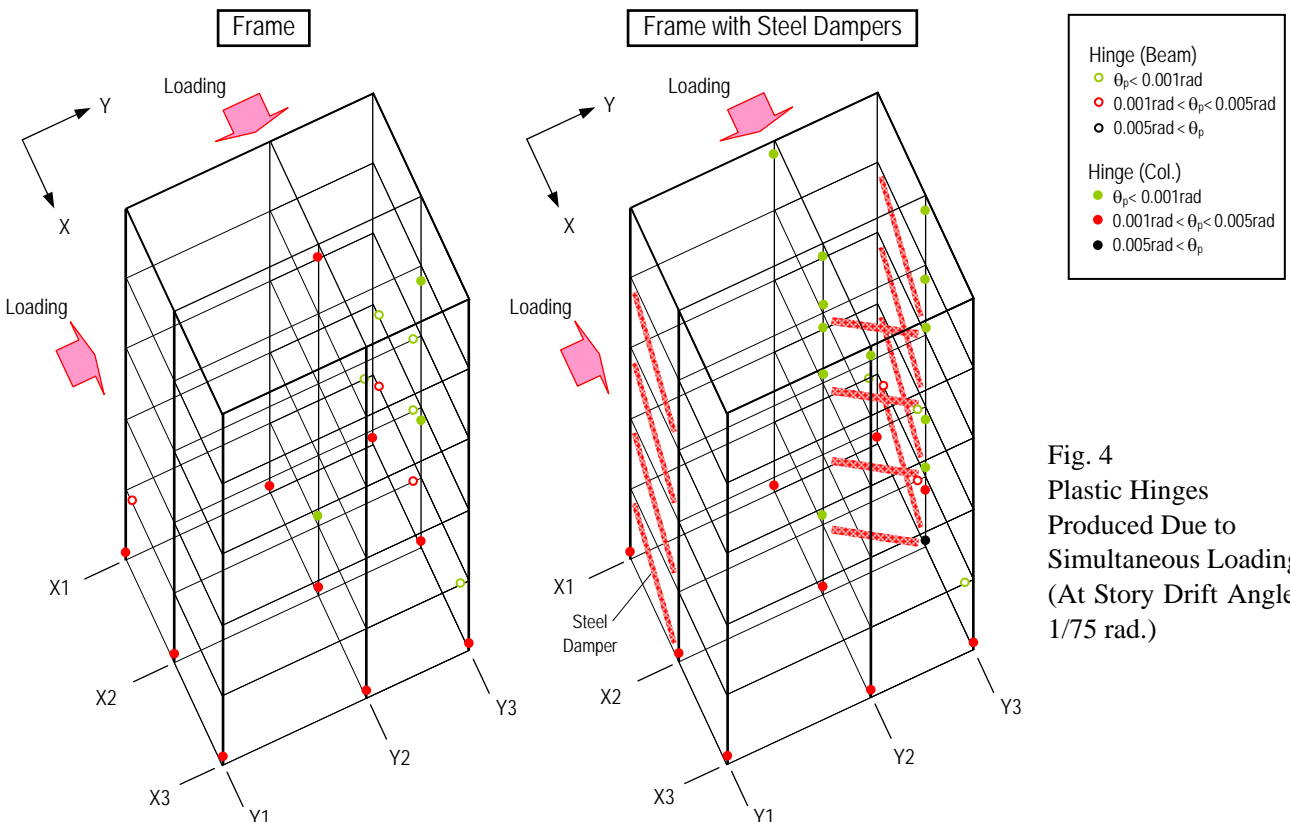 Frame
Frame with Steel Dampers
Loading
Y
X
Loading
X1
X2
X3
Y1
Y2
Y3
Loading
Y
X
Loading
X1
Steel
Damper
X2
X3
Y1
Y2
Y3
Hinge (Beam)
θp< 0.001rad
0.001rad < θp< 0.005rad
0.005rad < θp
Hinge (Col.)
θp< 0.001rad
0.001rad < θp< 0.005rad
0.005rad < θp
Fig. 4
Plastic Hinges
Produced Due to
Simultaneous Loading
(At Story Drift Angle
1/75 rad.)